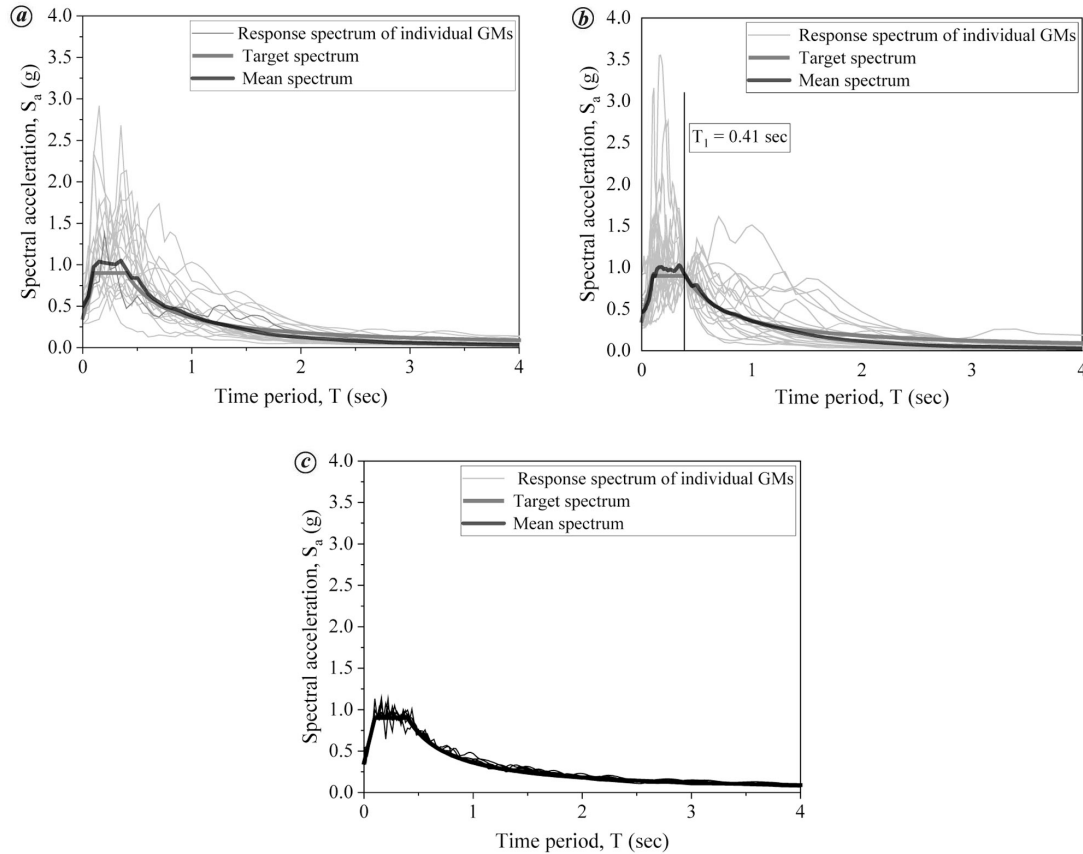 a
4.0
3.5
3.0
2.5
2.0
1.5
1.0
0.5
0.0
Spectral acceleration, Sa (g)
Response spectrum of individual GMs
Target spectrum
Mean spectrum
0 1 2 3 4
Time period, T (sec)
b
4.0
3.5
3.0
2.5
2.0
1.5
1.0
0.5
0.0
Spectral acceleration, Sa (g)
Response spectrum of individual GMs
Target spectrum
Mean spectrum
T1 = 0.41 sec
0 1 2 3 4
Time period, T (sec)
c
4.0
3.5
3.0
2.5
2.0
1.5
1.0
0.5
0.0
Spectral acceleration, Sa (g)
Response spectrum of individual GMs
Target spectrum
Mean spectrum
0 1 2 3 4
Time period, T (sec)